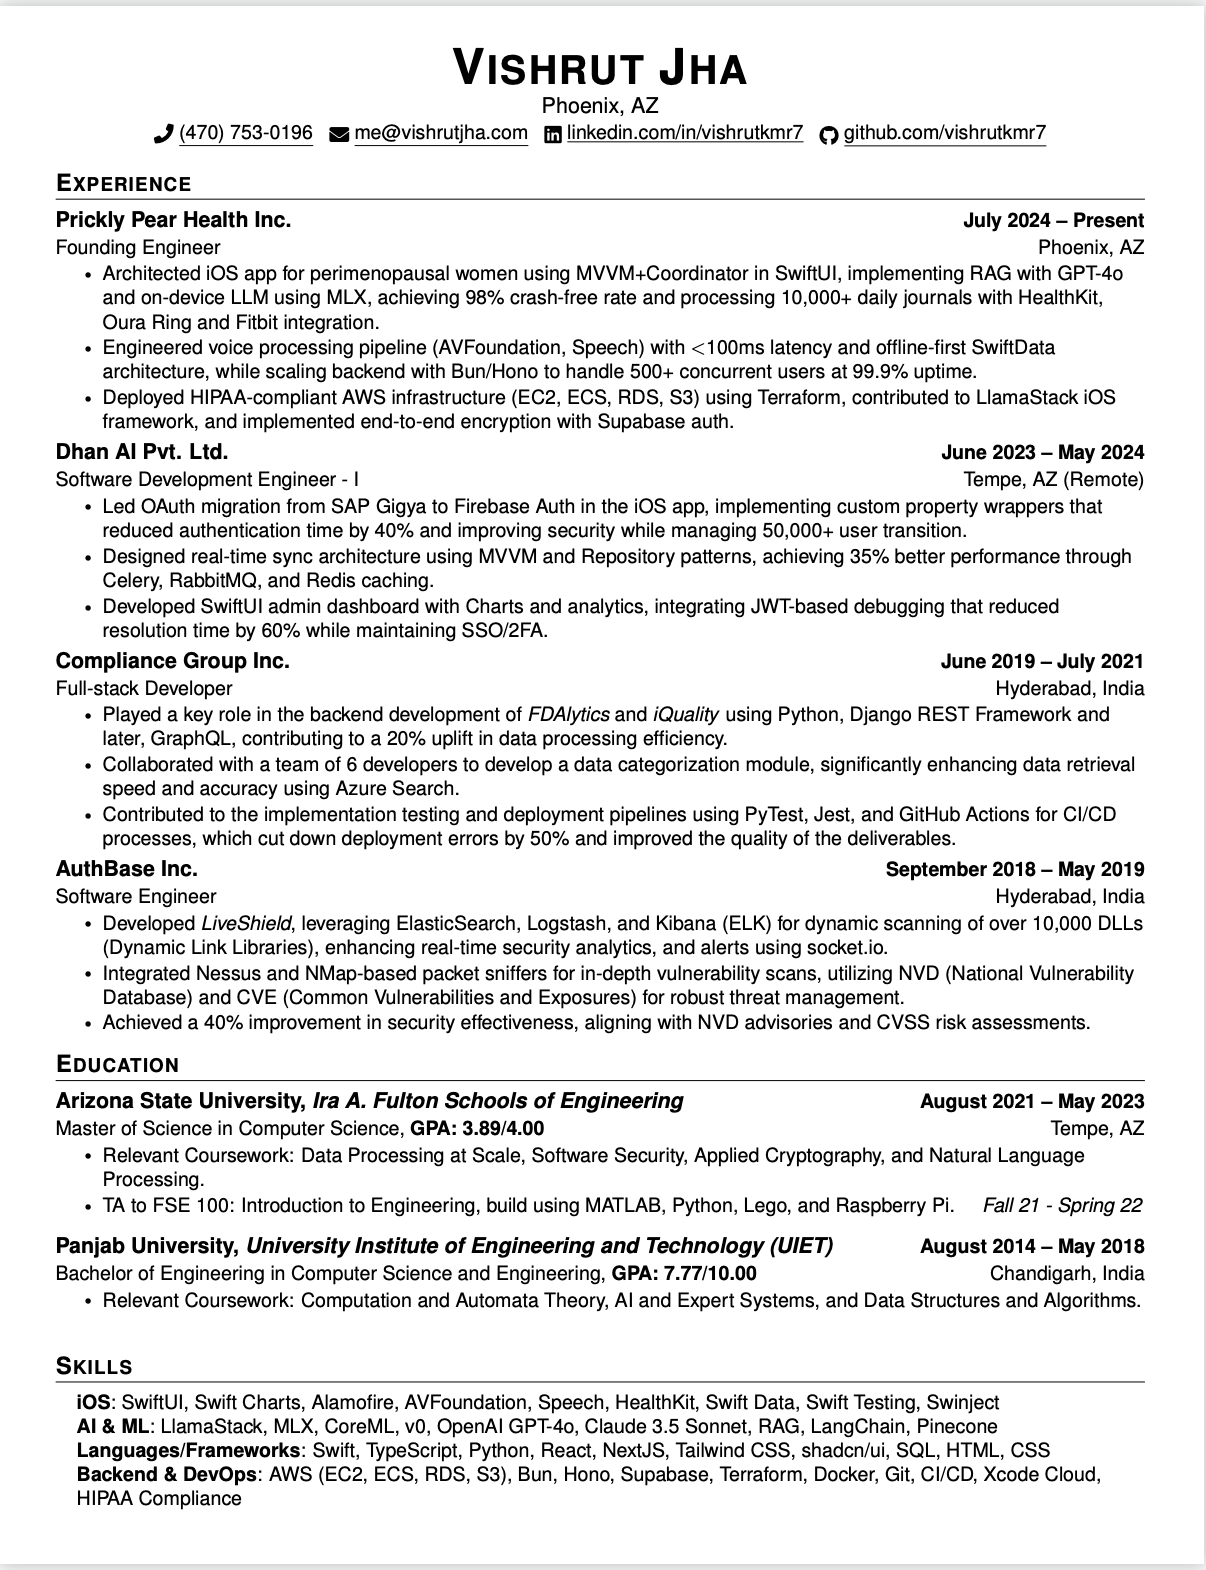 VISHRUT JHA
Phoenix, AZ
(470) 753-0196 me@vishrutjha.com linkedin.com/in/vishrutkmr7 github.com/vishrutkmr7
EXPERIENCE
Prickly Pear Health Inc. July 2024 – Present
Founding Engineer Phoenix, AZ
• Architected iOS app for perimenopausal women using MVVM+Coordinator in SwiftUI, implementing RAG with GPT-4o
and on-device LLM using MLX, achieving 98% crash-free rate and processing 10,000+ daily journals with HealthKit,
Oura Ring and Fitbit integration.
• Engineered voice processing pipeline (AVFoundation, Speech) with <100ms latency and offline-first SwiftData
architecture, while scaling backend with Bun/Hono to handle 500+ concurrent users at 99.9% uptime.
• Deployed HIPAA-compliant AWS infrastructure (EC2, ECS, RDS, S3) using Terraform, contributed to LlamaStack iOS
framework, and implemented end-to-end encryption with Supabase auth.
Dhan AI Pvt. Ltd. June 2023 – May 2024
Software Development Engineer - I Tempe, AZ (Remote)
• Led OAuth migration from SAP Gigya to Firebase Auth in the iOS app, implementing custom property wrappers that
reduced authentication time by 40% and improving security while managing 50,000+ user transition.
• Designed real-time sync architecture using MVVM and Repository patterns, achieving 35% better performance through
Celery, RabbitMQ, and Redis caching.
• Developed SwiftUI admin dashboard with Charts and analytics, integrating JWT-based debugging that reduced
resolution time by 60% while maintaining SSO/2FA.
Compliance Group Inc. June 2019 – July 2021
Full-stack Developer Hyderabad, India
• Played a key role in the backend development of FDAlytics and iQuality using Python, Django REST Framework and
later, GraphQL, contributing to a 20% uplift in data processing efficiency.
• Collaborated with a team of 6 developers to develop a data categorization module, significantly enhancing data retrieval
speed and accuracy using Azure Search.
• Contributed to the implementation testing and deployment pipelines using PyTest, Jest, and GitHub Actions for CI/CD
processes, which cut down deployment errors by 50% and improved the quality of the deliverables.
AuthBase Inc. September 2018 – May 2019
Software Engineer Hyderabad, India
• Developed LiveShield, leveraging ElasticSearch, Logstash, and Kibana (ELK) for dynamic scanning of over 10,000 DLLs
(Dynamic Link Libraries), enhancing real-time security analytics, and alerts using socket.io.
• Integrated Nessus and NMap-based packet sniffers for in-depth vulnerability scans, utilizing NVD (National Vulnerability
Database) and CVE (Common Vulnerabilities and Exposures) for robust threat management.
• Achieved a 40% improvement in security effectiveness, aligning with NVD advisories and CVSS risk assessments.
EDUCATION
Arizona State University, Ira A. Fulton Schools of Engineering August 2021 – May 2023
Master of Science in Computer Science, GPA: 3.89/4.00 Tempe, AZ
• Relevant Coursework: Data Processing at Scale, Software Security, Applied Cryptography, and Natural Language
Processing.
• TA to FSE 100: Introduction to Engineering, build using MATLAB, Python, Lego, and Raspberry Pi. Fall 21 - Spring 22
Panjab University, University Institute of Engineering and Technology (UIET) August 2014 – May 2018
Bachelor of Engineering in Computer Science and Engineering, GPA: 7.77/10.00 Chandigarh, India
• Relevant Coursework: Computation and Automata Theory, AI and Expert Systems, and Data Structures and Algorithms.
SKILLS
iOS: SwiftUI, Swift Charts, Alamofire, AVFoundation, Speech, HealthKit, Swift Data, Swift Testing, Swinject
AI & ML: LlamaStack, MLX, CoreML, v0, OpenAI GPT-4o, Claude 3.5 Sonnet, RAG, LangChain, Pinecone
Languages/Frameworks: Swift, TypeScript, Python, React, NextJS, Tailwind CSS, shadcn/ui, SQL, HTML, CSS
Backend & DevOps: AWS (EC2, ECS, RDS, S3), Bun, Hono, Supabase, Terraform, Docker, Git, CI/CD, Xcode Cloud,
HIPAA Compliance